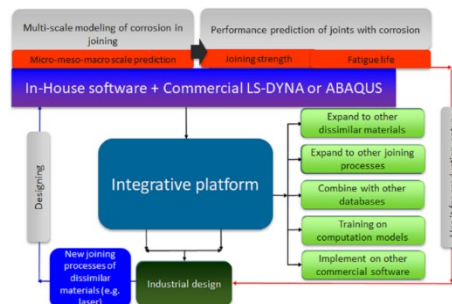 Multi-scale modeling of corrosion in
joining
Performance prediction of joints with corrosion
Micro-meso-macro scale prediction
Joining strength
Fatigue life
In-House software + Commercial LS-DYNA or ABAQUS
Designing
Integrative platform
Expand to other
dissimilar materials
Expand to other joining
processes
Combine with other
databases
Training on
computation models
Implement on other
commercial software
New joining
processes of
dissimilar
materials (e.g.
laser)
Industrial design